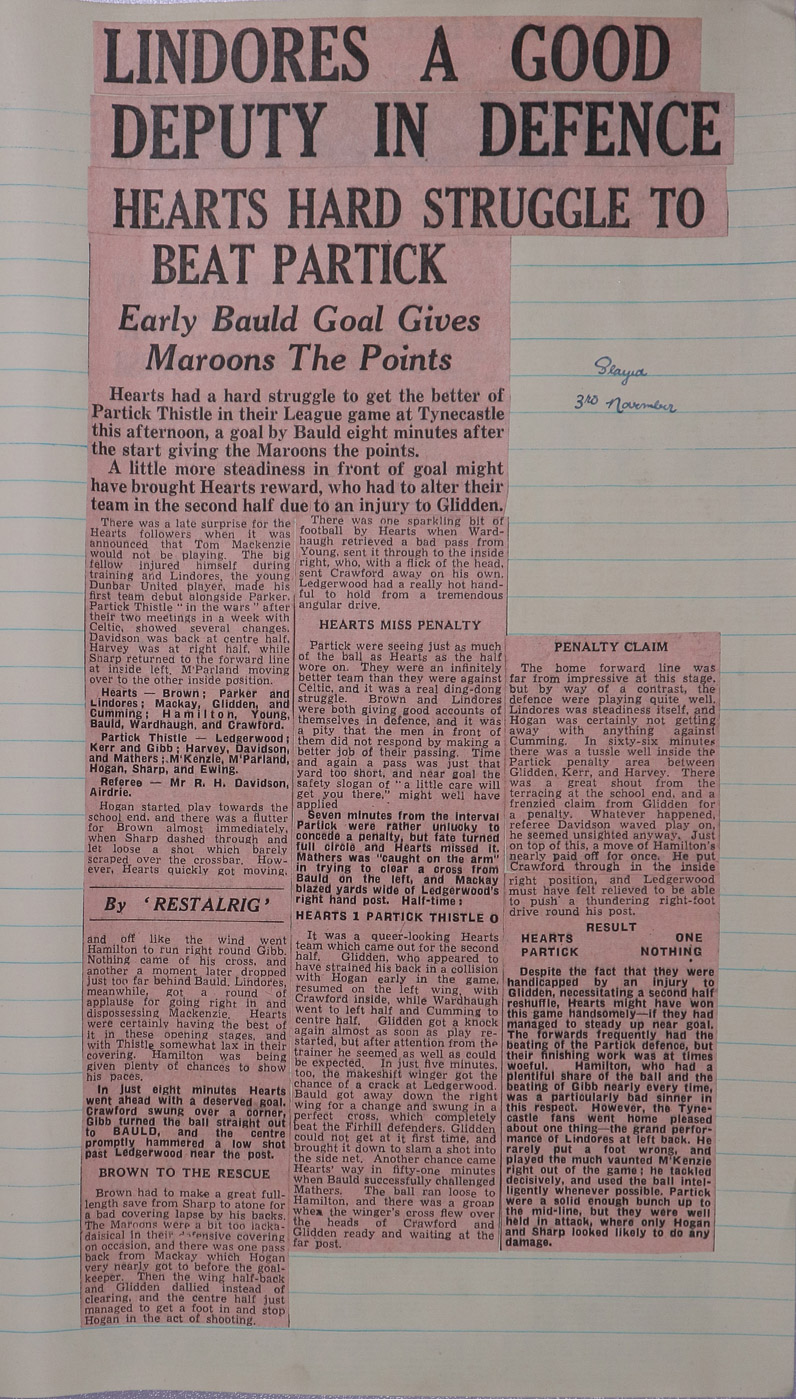 LINDORES A GOOD
DEPUTY IN DEFENCE
HEARTS HARD STRUGGLE TO
BEAT PARTICK
Early Bauld Goal Gives
Maroons The Points
3rd November
Hearts had a hard struggle to get the better of
Partick Thistle in their League game at Tynecastle
this afternoon, a goal by Bauld eight minutes after
the start giving the Maroons the points.
A little more steadiness in front of goal might
have brought Hearts reward, who had to alter their
team in the second half due to an injury to Glidden.
There was a late surprise for the
Hearts followers when it was
announced that Tom Mackenzie
would not be playing. The big
fellow injured himself during
training and Lindores, the young
Dunbar United player, made his
first team debut alongside Parker.
Partick Thistle "in the wars" after
their two meetings in a week with
Celtic, showed several changes.
Davidson was back at centre half,
Harvey was at right half, while
Sharp returned to the forward line
at inside left, M'Parland moving
over to the other inside position.
Hearts — Brown; Parker and
Lindores; Mackay, Glidden, and
Cumming; Hamilton, Young,
Bauld, Wardhaugh, and Crawford.
Partick Thistle — Ledgerwood;
Kerr and Gibb; Harvey, Davidson,
and Mathers; M'Kenzie, M'Parland,
Hogan, Sharp, and Ewing.
Referee — Mr R. H. Davidson,
Airdrie.
Hogan started play towards the
school end, and there was a flutter
for Brown almost immediately,
when Sharp dashed through and
let loose a shot which barely
scraped over the crossbar. How-
ever, Hearts quickly got moving,
By 'RESTALRIG'
and off like the wind went
Hamilton to run right round Gibb.
Nothing came of his cross, and
another a moment later dropped
just too far behind Bauld. Lindores,
meanwhile, got a round of
applause for going right in and
dispossessing Mackenzie. Hearts
were certainly having the best of
it in these opening stages, and
with Thistle somewhat lax in their
covering. Hamilton was being
given plenty of chances to show
his paces.
In just eight minutes Hearts
went ahead with a deserved goal.
Crawford swung over a corner,
Gibb turned the ball straight out
to BAULD, and the centre
promptly hammered a low shot
past Ledgerwood near the post.
BROWN TO THE RESCUE
Brown had to make a great full-
length save from Sharp to atone for
a bad covering lapse by his backs.
The Maroons were a bit too lacka-
daisical in their covering
on occasion, and there was one pass
back from Mackay which Hogan
very nearly got to before the goal-
keeper. Then the wing half-back
and Glidden dallied instead of
clearing, and the centre half just
managed to get a foot in and stop
Hogan in the act of shooting.
There was one sparkling bit of
football by Hearts when Ward-
haugh retrieved a bad pass from
Young, sent it through to the inside
right, who, with a flick of the head,
sent Crawford away on his own.
Ledgerwood had a really hot hand-
ful to hold from a tremendous
angular drive.
HEARTS MISS PENALTY
Partick were seeing just as much
of the ball as Hearts as the half
wore on. They were an infinitely
better team than they were against
Celtic, and it was a real ding-dong
struggle. Brown and Lindores
were both giving good accounts of
themselves in defence, and it was
a pity that the men in front of
them did not respond by making a
better job of their passing. Time
and again a pass was just that
yard too short, and near goal the
safety slogan of "a little care will
get you there," might well have
applied
Seven minutes from the interval
Partick were rather unlucky to
concede a penalty, but fate turned
full circle and Hearts missed it.
Mathers was "caught on the arm"
in trying to clear a cross from
Bauld on the left, and Mackay
blazed yards wide of Ledgerwood's
right hand post. Half-time:
HEARTS 1 PARTICK THISTLE 0
It was a queer-looking Hearts
team which came out for the second
half. Glidden, who appeared to
have strained his back in a collision
with Hogan early in the game,
resumed on the left wing, with
Crawford inside, while Wardhaugh
went to left half and Cumming to
centre half. Glidden got a knock
again almost as soon as play re-
started, but after attention from the
trainer he seemed as well as could
be expected. In just five minutes,
too, the makeshift winger got the
chance of a crack at Ledgerwood.
Bauld got away down the right
wing for a change and swung in a
perfect cross, which completely
beat the Firhill defenders. Glidden
could not get at it first time, and
brought it down to slam a shot into
the side net. Another chance came
Hearts' way in fifty-one minutes
when Bauld successfully challenged
Mathers. The ball ran loose to
Hamilton, and there was a groan
when the winger's cross flew over
the heads of Crawford and
Glidden ready and waiting at the
far post.
PENALTY CLAIM
The home forward line was
far from impressive at this stage,
but by way of a contrast, the
defence were playing quite well.
Lindores was steadiness itself, and
Hogan was certainly not getting
away with anything against
Cumming. In sixty-six minutes
there was a tussle well inside the
Partick penalty area between
Glidden, Kerr, and Harvey. There
was a great shout from the
terracing at the school end, and a
frenzied claim from Glidden for
a penalty. Whatever happened,
referee Davidson waved play on,
he seemed unsighted anyway. Just
on top of this, a move of Hamilton's
nearly paid off for once. He put
Crawford through in the inside
right position, and Ledgerwood
must have felt relieved to be able
to push a thundering right-foot
drive round his post.
RESULT
HEARTS ONE
PARTICK NOTHING
Despite the fact that they were
handicapped by an injury to
Glidden, necessitating a second half
reshuffle, Hearts might have won
this game handsomely—if they had
managed to steady up near goal.
The forwards frequently had the
beating of the Partick defence, but
their finishing work was at times
woeful. Hamilton, who had a
plentiful share of the ball and the
beating of Gibb nearly every time,
was a particularly bad sinner in
this respect. However, the Tyne-
castle fans went home pleased
about one thing—the grand perfor-
mance of Lindores at left back. He
rarely put a foot wrong, and
played the much vaunted M'Kenzie
right out of the game; he tackled
decisively, and used the ball intel-
ligently whenever possible. Partick
were a solid enough bunch up to
the mid-line, but they were well
held in attack, where only Hogan
and Sharp looked likely to do any
damage.